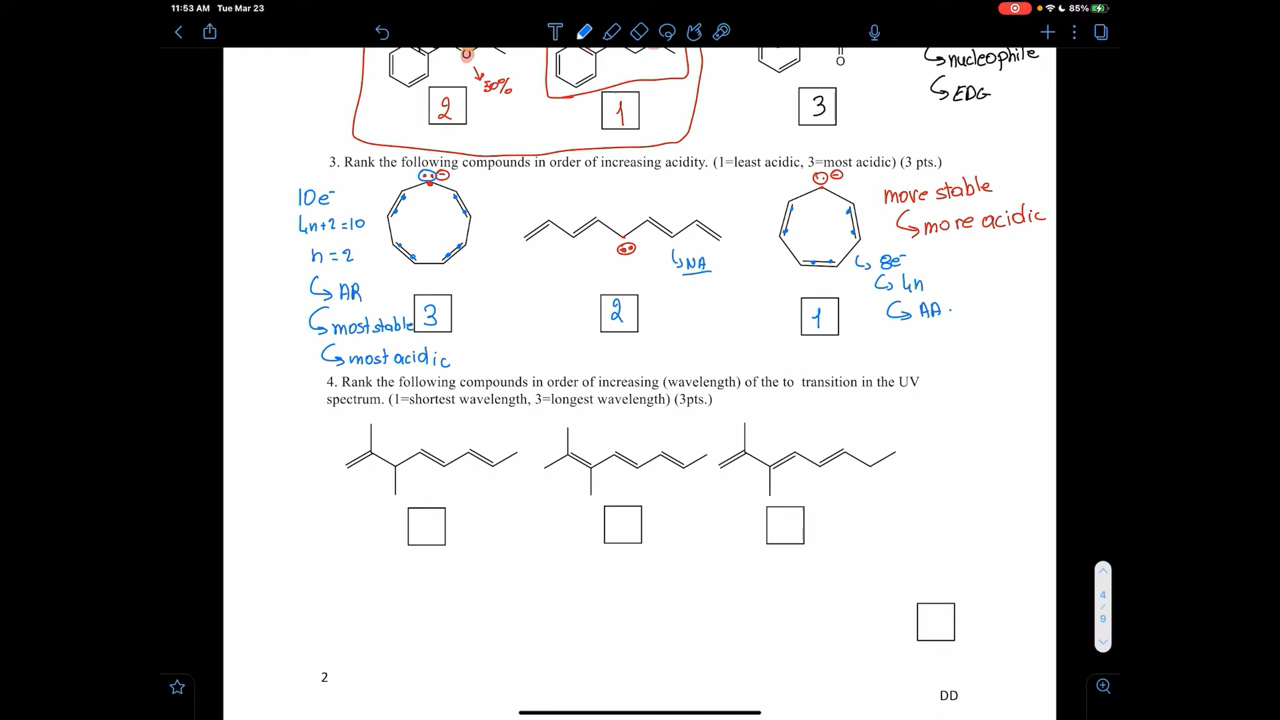 11:53 AM Tue Mar 23
85%
nucleophile
EDG
50%
O
O
2
1
3
3. Rank the following compounds in order of increasing acidity. (1=least acidic, 3=most acidic) (3 pts.)
10e-
4n+2=10
n=2
AR
most stable
most acidic
NA
more stable
more acidic
8e-
4n
AA
3
2
1
4. Rank the following compounds in order of increasing (wavelength) of the to transition in the UV
spectrum. (1=shortest wavelength, 3=longest wavelength) (3pts.)
4
/
9
2
DD